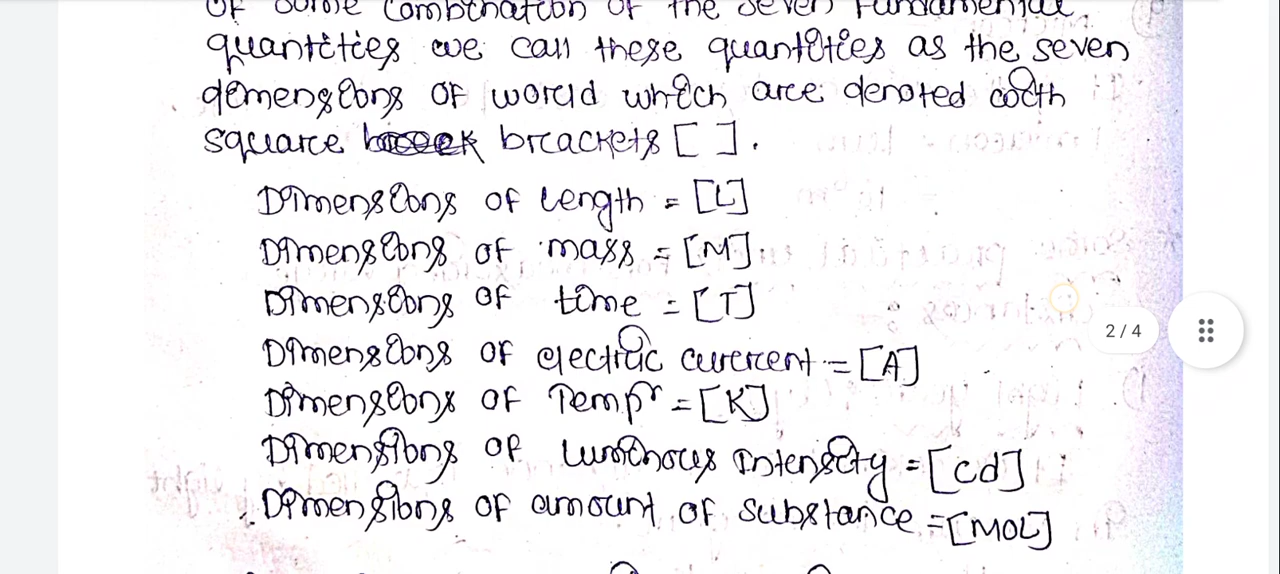 of some combination of the seven fundamental
quantities we call these quantities as the seven
dimensions of world which are denoted with
square brackets [ ].
Dimensions of length = [L]
Dimensions of mass = [M]
Dimensions of time = [T]
2/4
Dimensions of electric current = [A]
Dimensions of Tempr = [K]
Dimensions of Luminous Intensity = [cd]
Dimensions of amount of substance = [MOL]